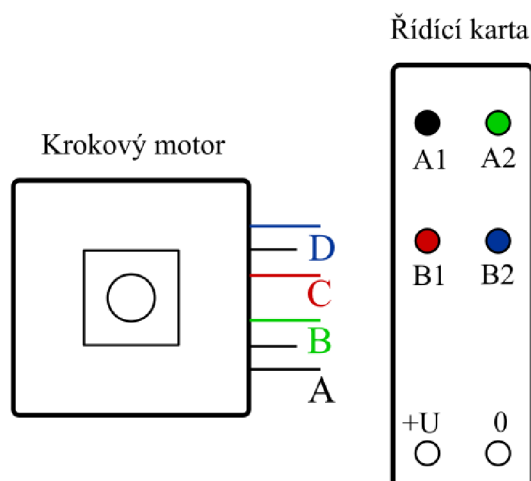 Řídící karta
A1 A2
Krokový motor
B1 B2
D
C
B
A
+U 0